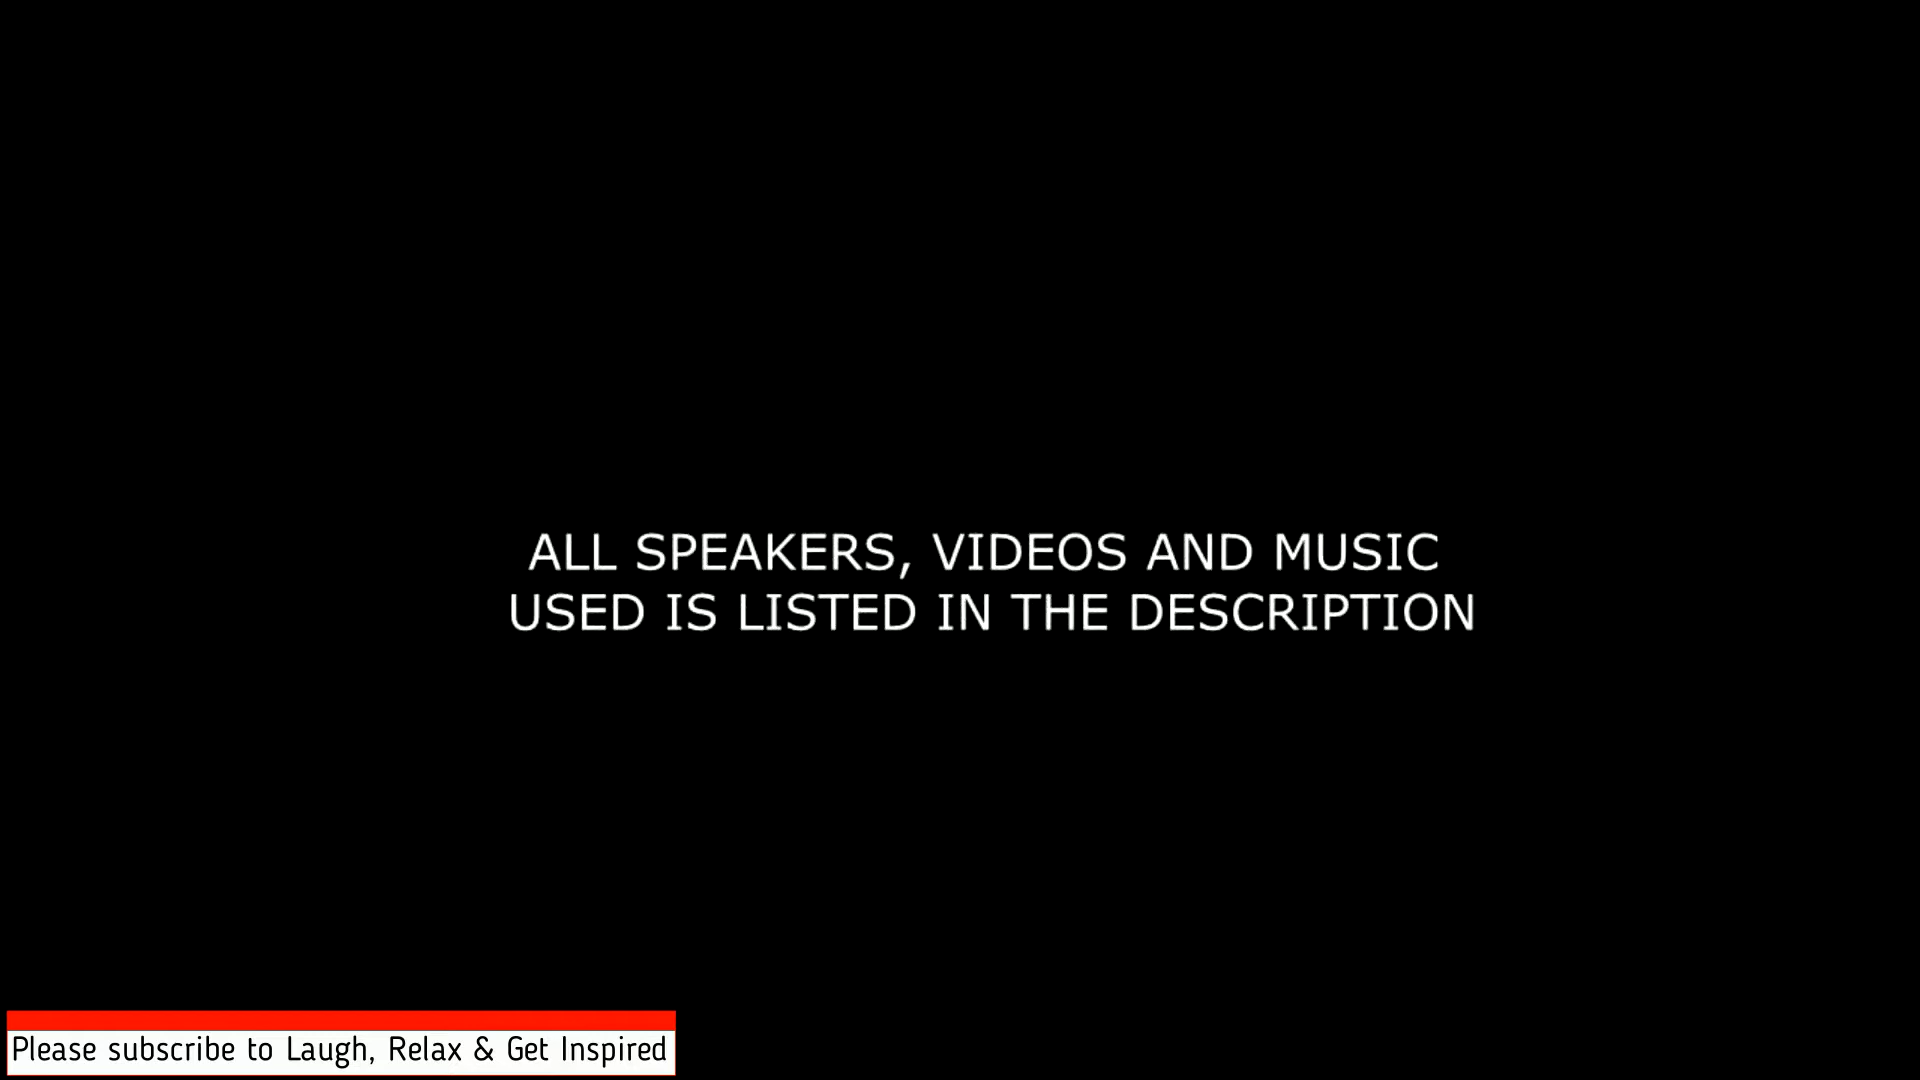 ALL SPEAKERS, VIDEOS AND MUSIC
USED IS LISTED IN THE DESCRIPTION
Please subscribe to Laugh, Relax & Get Inspired